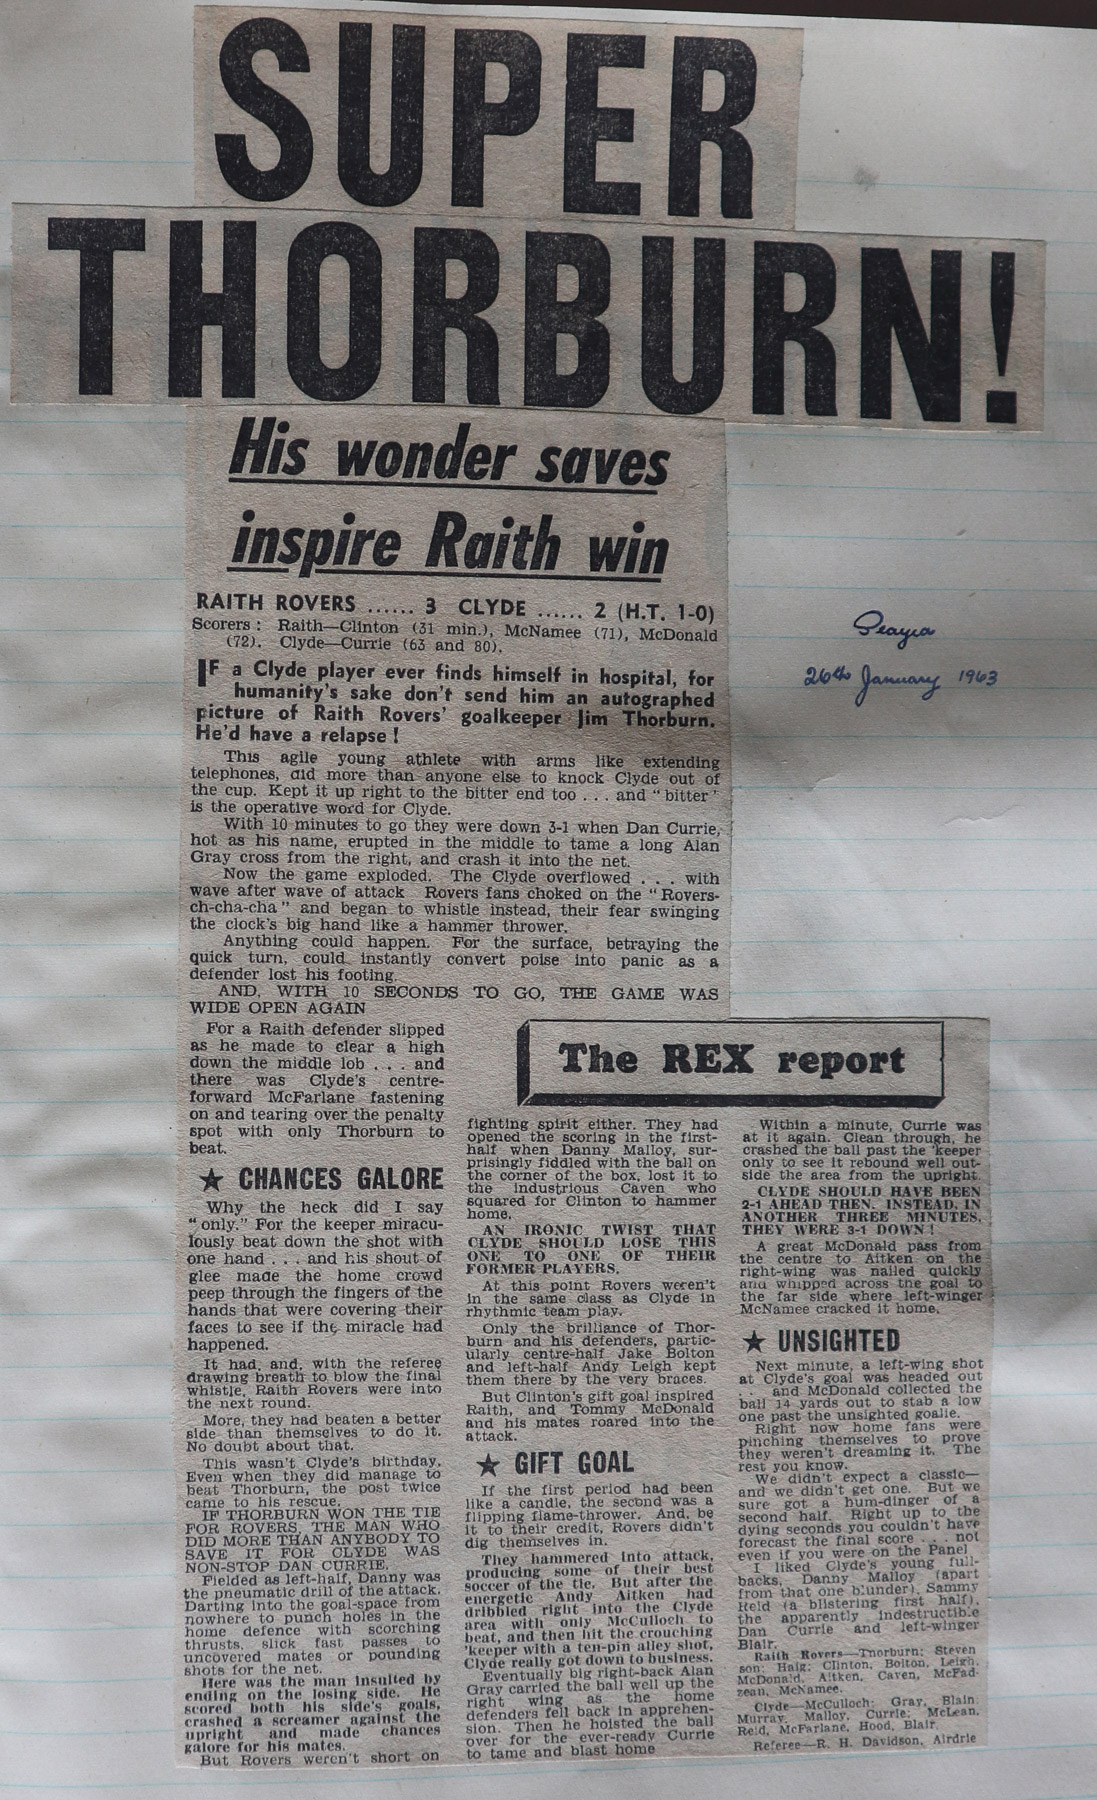 SUPER
THORBURN!
His wonder saves
inspire Raith win
RAITH ROVERS ...... 3 CLYDE ...... 2 (H.T. 1-0)
Scorers: Raith—Clinton (31 min.), McNamee (71), McDonald
(72). Clyde—Currie (63 and 80).
IF a Clyde player ever finds himself in hospital, for
humanity's sake don't send him an autographed
picture of Raith Rovers' goalkeeper Jim Thorburn.
He'd have a relapse!
This agile young athlete with arms like extending
telephones, did more than anyone else to knock Clyde out of
the cup. Kept it up right to the bitter end too . . . and "bitter"
is the operative word for Clyde.
With 10 minutes to go they were down 3-1 when Dan Currie,
hot as his name, erupted in the middle to tame a long Alan
Gray cross from the right, and crash it into the net.
Now the game exploded. The Clyde overflowed . . . with
wave after wave of attack Rovers fans choked on the "Rovers-
ch-cha-cha" and began to whistle instead, their fear swinging
the clock's big hand like a hammer thrower.
Anything could happen. For the surface, betraying the
quick turn, could instantly convert poise into panic as a
defender lost his footing.
AND, WITH 10 SECONDS TO GO, THE GAME WAS
WIDE OPEN AGAIN
For a Raith defender slipped
as he made to clear a high
down the middle lob . . . and
there was Clyde's centre-
forward McFarlane fastening
on and tearing over the penalty
spot with only Thorburn to
beat.
★ CHANCES GALORE
Why the heck did I say
"only." For the keeper miracu-
lously beat down the shot with
one hand . . . and his shout of
glee made the home crowd
peep through the fingers of the
hands that were covering their
faces to see if the miracle had
happened.
It had, and, with the referee
drawing breath to blow the final
whistle, Raith Rovers were into
the next round.
More, they had beaten a better
side than themselves to do it.
No doubt about that.
This wasn't Clyde's birthday.
Even when they did manage to
beat Thorburn, the post twice
came to his rescue.
IF THORBURN WON THE TIE
FOR ROVERS, THE MAN WHO
DID MORE THAN ANYBODY TO
SAVE IT FOR CLYDE WAS
NON-STOP DAN CURRIE.
Fielded as left-half, Danny was
the pneumatic drill of the attack.
Darting into the goal-space from
nowhere to punch holes in the
home defence with scorching
thrusts, slick fast passes to
uncovered mates or pounding
shots for the net.
Here was the man insulted by
ending on the losing side. He
scored both his side's goals,
crashed a screamer against the
upright and made chances
galore for his mates.
But Rovers weren't short on
The REX report
fighting spirit either. They had
opened the scoring in the first-
half when Danny Malloy, sur-
prisingly fiddled with the ball on
the corner of the box, lost it to
the industrious Caven who
squared for Clinton to hammer
home.
AN IRONIC TWIST THAT
CLYDE SHOULD LOSE THIS
ONE TO ONE OF THEIR
FORMER PLAYERS.
At this point Rovers weren't
in the same class as Clyde in
rhythmic team play.
Only the brilliance of Thor-
burn and his defenders, partic-
ularly centre-half Jake Bolton
and left-half Andy Leigh kept
them there by the very braces.
But Clinton's gift goal inspired
Raith, and Tommy McDonald
and his mates roared into the
attack.
★ GIFT GOAL
If the first period had been
like a candle, the second was a
flipping flame-thrower. And, be
it to their credit, Rovers didn't
dig themselves in.
They hammered into attack,
producing some of their best
soccer of the tie. But after the
energetic Andy Aitken had
dribbled right into the Clyde
area with only McCulloch to
beat, and then hit the crouching
'keeper with a ten-pin alley shot,
Clyde really got down to business.
Eventually big right-back Alan
Gray carried the ball well up the
right wing as the home
defenders fell back in apprehen-
sion. Then he hoisted the ball
over for the ever-ready Currie
to tame and blast home
Within a minute, Currie was
at it again. Clean through, he
crashed the ball past the 'keeper
only to see it rebound well out-
side the area from the upright.
CLYDE SHOULD HAVE BEEN
2-1 AHEAD THEN. INSTEAD, IN
ANOTHER THREE MINUTES,
THEY WERE 3-1 DOWN!
A great McDonald pass from
the centre to Aitken on the
right-wing was nailed quickly
and whipped across the goal to
the far side where left-winger
McNamee cracked it home.
★ UNSIGHTED
Next minute, a left-wing shot
at Clyde's goal was headed out
. . and McDonald collected the
ball 14 yards out to stab a low
one past the unsighted goalie.
Right now home fans were
pinching themselves to prove
they weren't dreaming it. The
rest you know.
We didn't expect a classic—
and we didn't get one. But we
sure got a hum-dinger of a
second half. Right up to the
dying seconds you couldn't have
forecast the final score . . . not
even if you were on the Panel
I liked Clyde's young full-
backs, Danny Malloy (apart
from that one blunder), Sammy
Reid (a blistering first half),
the apparently indestructible
Dan Currie and left-winger
Blair.
Raith Rovers—Thorburn; Steven
son; Haig; Clinton, Bolton, Leigh,
McDonald, Aitken, Caven, McFad-
zean, McNamee.
Clyde—McCulloch; Gray, Blain;
Murray, Malloy, Currie; McLean,
Reid, McFarlane, Hood, Blair.
Referee—R. H. Davidson, Airdrie
26th January 1963